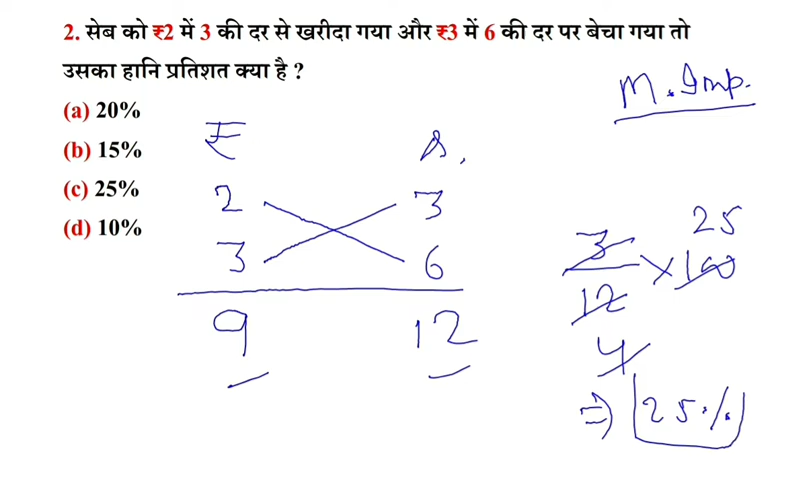 2. सेब को ₹2 में 3 की दर से खरीदा गया और ₹3 में 6 की दर पर बेचा गया तो
उसका हानि प्रतिशत क्या है ?
M. Imp.
(a) 20%
(b) 15%
(c) 25%
(d) 10%
₹
2 3
3 6
9 12
3/12 × 100
25
4
⇒ 25%